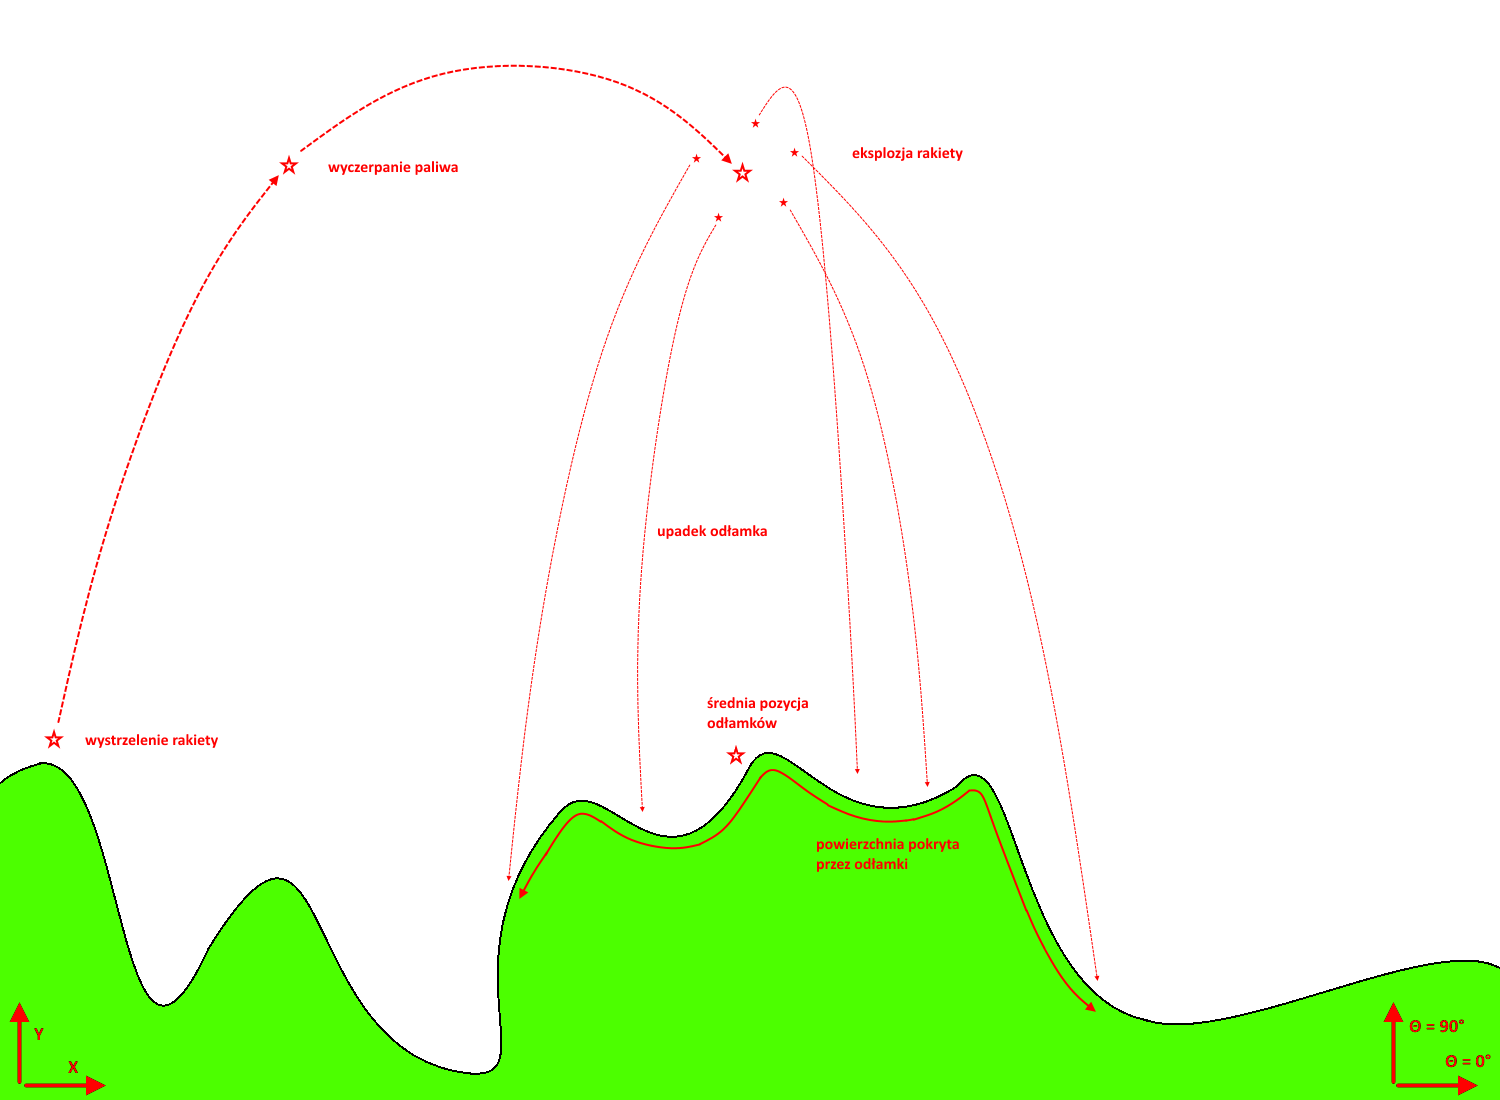 eksplozja rakiety
wyczerpanie paliwa
upadek odłamka
średnia pozycja
odłamków
wystrzelenie rakiety
powierzchnia pokryta
przez odłamki
Y
X
Θ = 90°
Θ = 0°